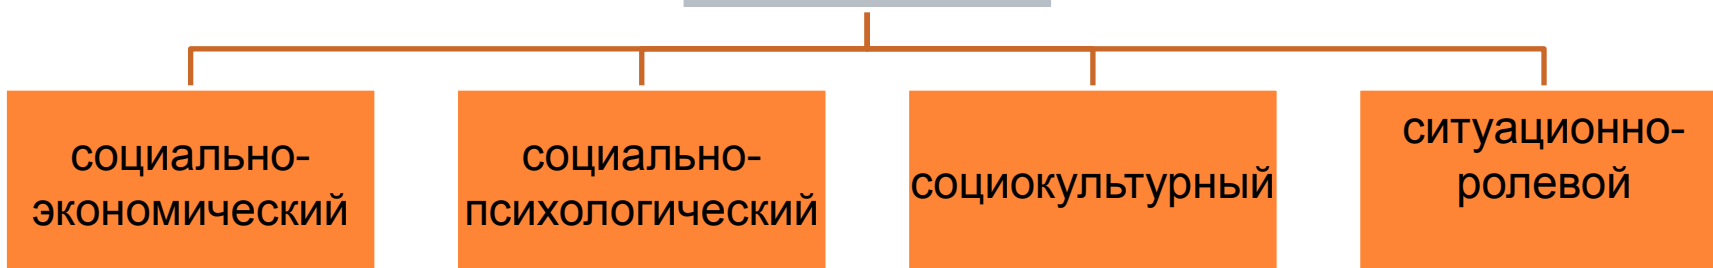 социально-
экономический
социально-
психологический
социокультурный
ситуационно-
ролевой